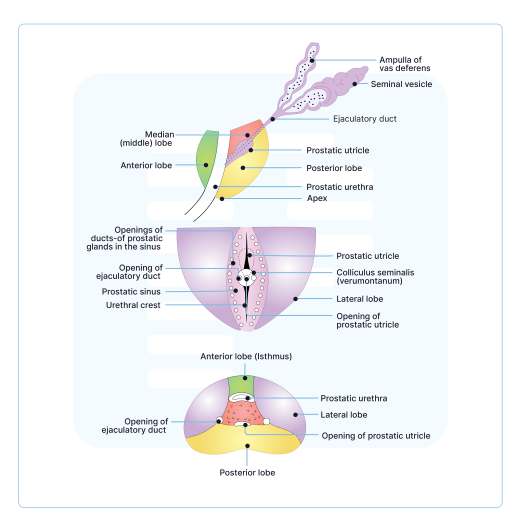 Ampulla of
vas deferens
Seminal vesicle
Ejaculatory duct
Median
(middle) lobe
Prostatic utricle
Anterior lobe
Posterior lobe
Prostatic urethra
Apex
Openings of
ducts-of prostatic
glands in the sinus
Prostatic utricle
Opening of
ejaculatory duct
Colliculus seminalis
(verumontanum)
Prostatic sinus
Lateral lobe
Urethral crest
Opening of
prostatic utricle
Anterior lobe (Isthmus)
Prostatic urethra
Lateral lobe
Opening of
ejaculatory duct
Opening of prostatic utricle
Posterior lobe